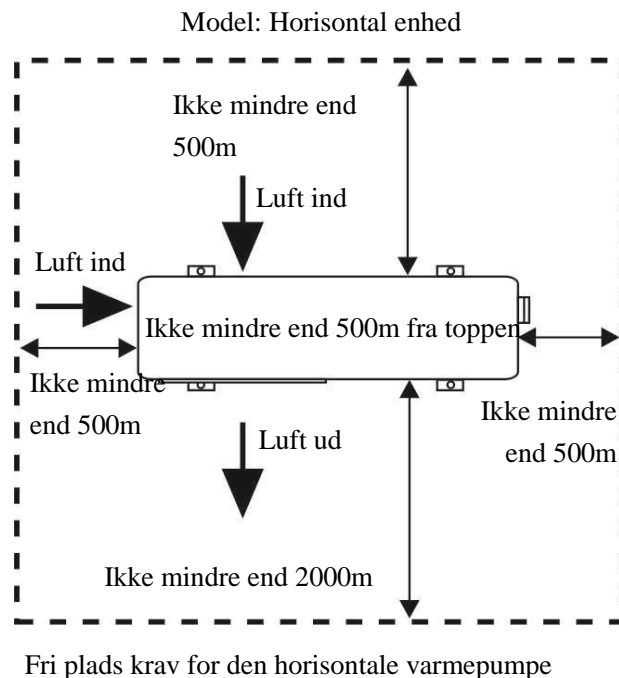 Model: Horisontal enhed
Ikke mindre end
500m
Luft ind
Luft ind
Ikke mindre end 500m fra toppen
Ikke mindre
end 500m
Ikke mindre
end 500m
Luft ud
Ikke mindre end 2000m
Fri plads krav for den horisontale varmepumpe